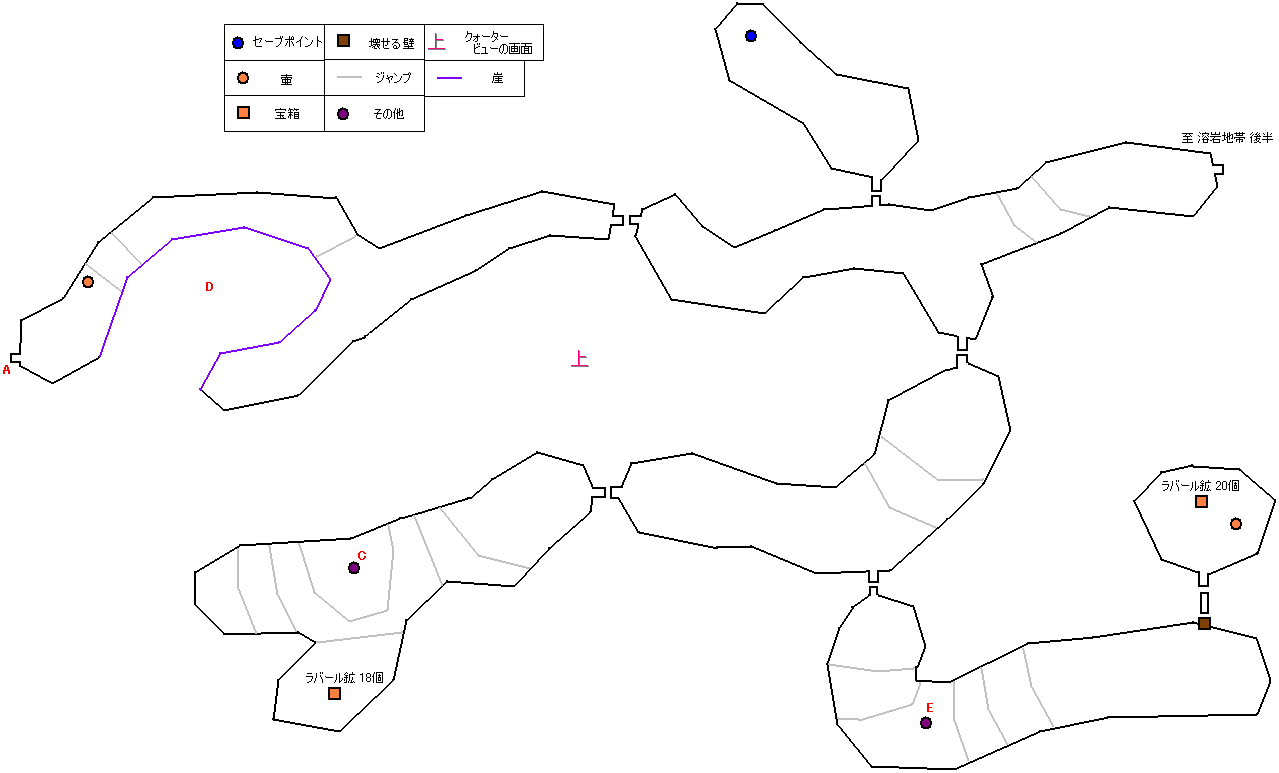 セーブポイント
壊せる壁
上
クォーター
ビューの画面
壷
ジャンプ
崖
宝箱
その他
至 溶岩地帯 後半
D
上
A
ラバール鉱 20個
C
ラバール鉱 18個
E